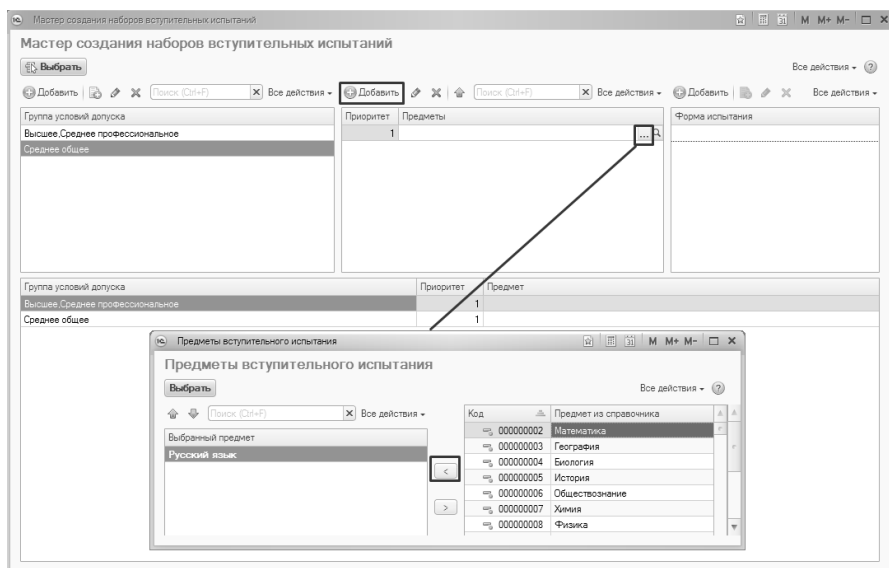 Мастер создания наборов вступительных испытаний M M+ M-
Мастер создания наборов вступительных испытаний
Выбрать Все действия ?
Добавить Поиск (Ctrl+F) X Все действия Добавить Поиск (Ctrl+F) X Все действия Добавить Все действия
Группа условий допуска Приоритет Предметы Форма испытания
Высшее,Среднее профессиональное 1 ...
Среднее общее
Группа условий допуска Приоритет Предмет
Высшее,Среднее профессиональное 1
Среднее общее 1
Предметы вступительного испытания M M+ M-
Предметы вступительного испытания
Выбрать Все действия ?
Поиск (Ctrl+F) X Все действия Код Предмет из справочника
Выбранный предмет 000000002 Математика
Русский язык 000000003 География
< 000000004 Биология
000000005 История
000000006 Обществознание
> 000000007 Химия
000000008 Физика